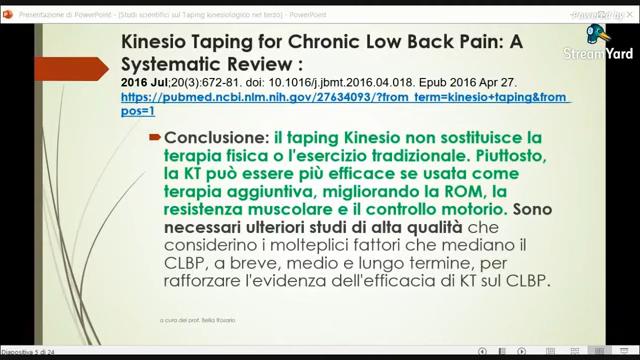 Presentazione di PowerPoint - [Studi scientifici sul Taping kinesiologico nel terzo] - PowerPoint
Powered by
StreamYard
Kinesio Taping for Chronic Low Back Pain: A
Systematic Review :
2016 Jul;20(3):672-81. doi: 10.1016/j.jbmt.2016.04.018. Epub 2016 Apr 27.
https://pubmed.ncbi.nlm.nih.gov/27634093/?from_term=kinesio+taping&from_
pos=1
Conclusione: il taping Kinesio non sostituisce la
terapia fisica o l'esercizio tradizionale. Piuttosto,
la KT può essere più efficace se usata come
terapia aggiuntiva, migliorando la ROM, la
resistenza muscolare e il controllo motorio. Sono
necessari ulteriori studi di alta qualità che
considerino i molteplici fattori che mediano il
CLBP, a breve, medio e lungo termine, per
rafforzare l'evidenza dell'efficacia di KT sul CLBP.
a cura del prof. Bellia Rosario
Diapositiva 5 di 24